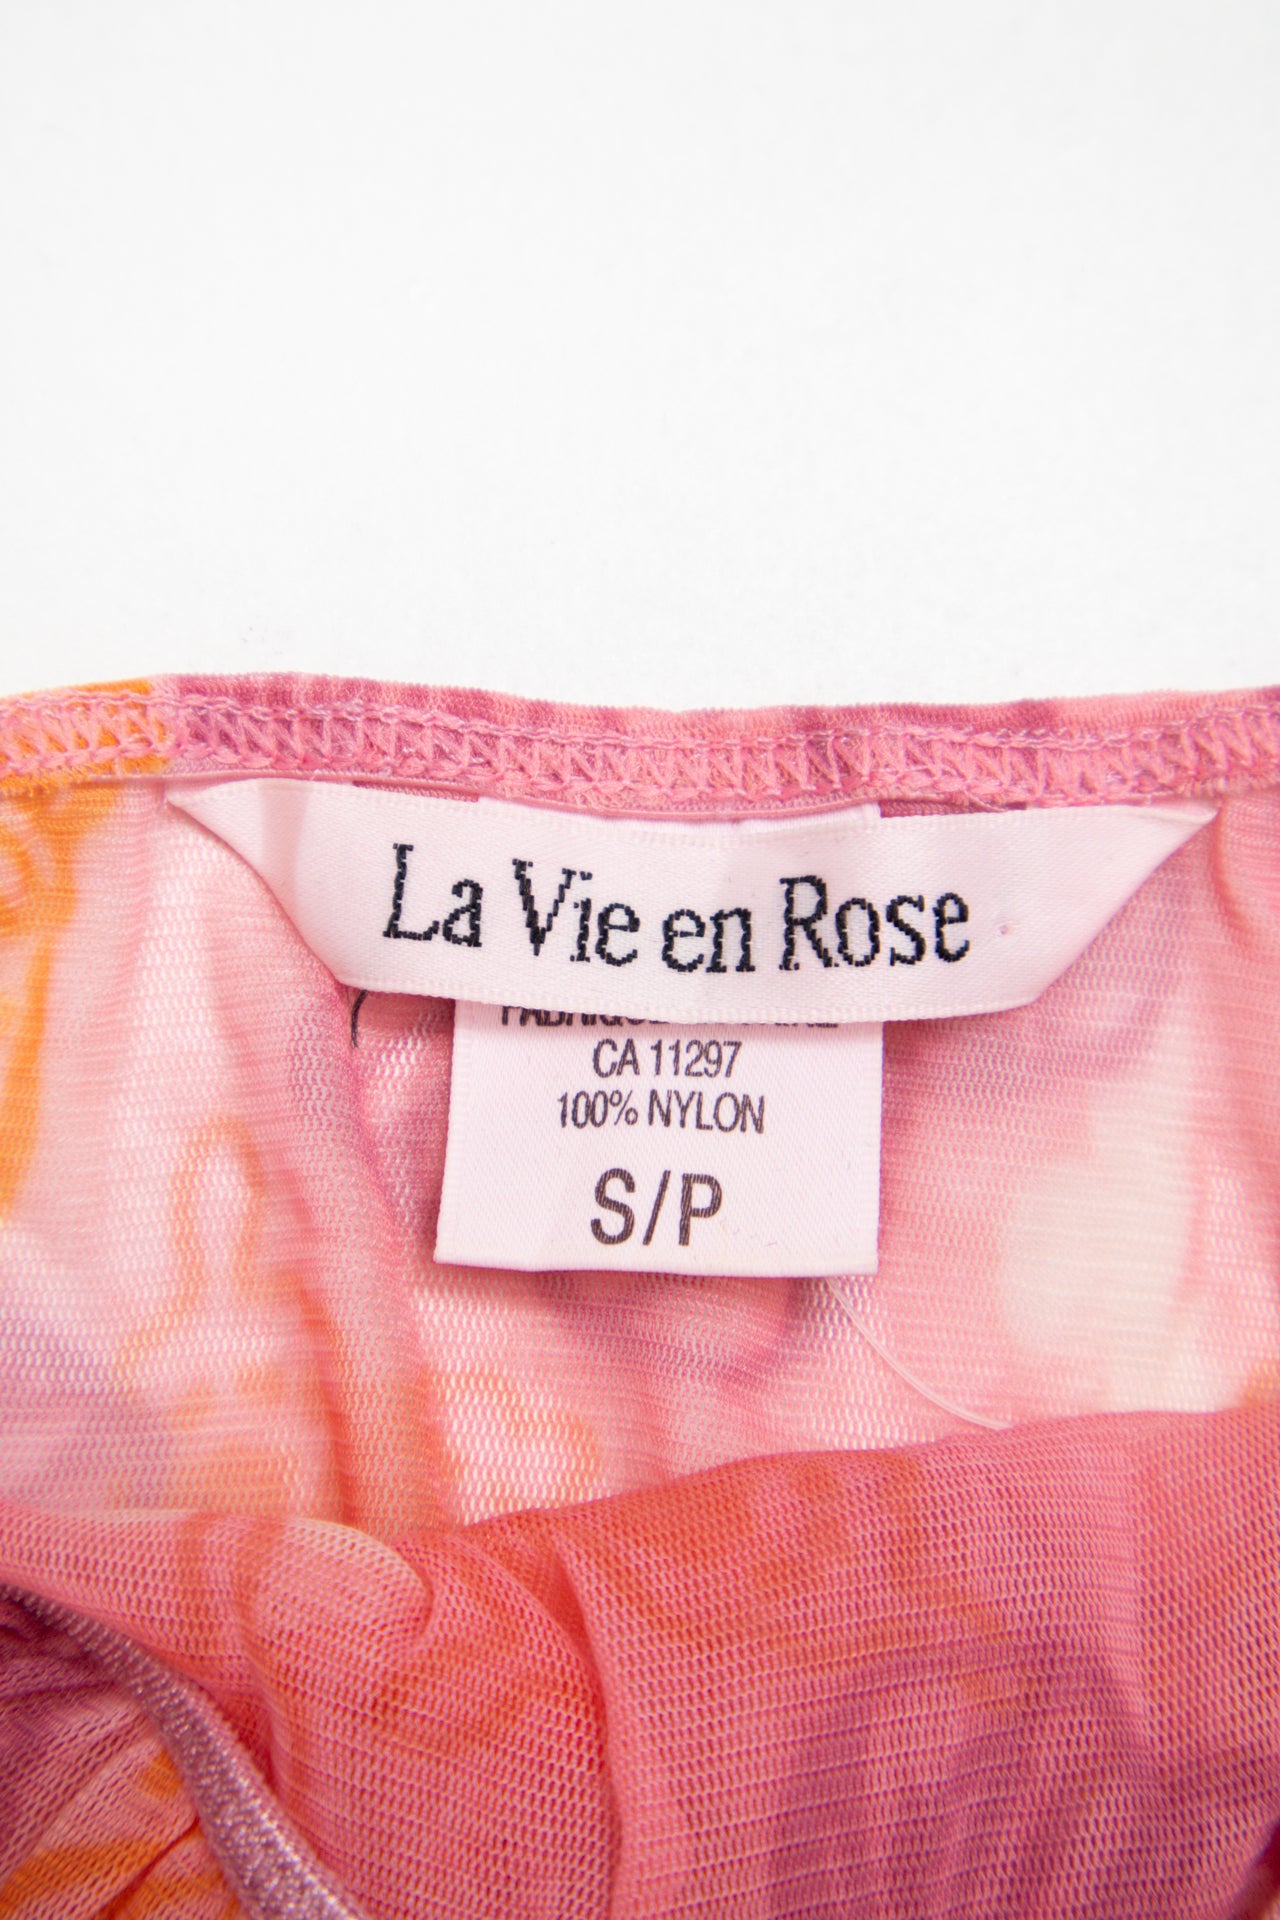 La Vie en Rose
CA 11297
100% NYLON
S/P